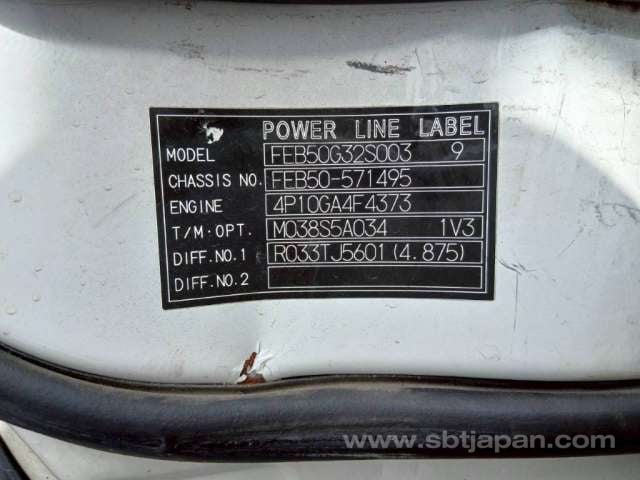 POWER LINE LABEL
MODEL FEB50G32S003 9
CHASSIS NO. FEB50-571495
ENGINE 4P10GA4F4373
T/M·OPT. M038S5A034 1V3
DIFF.NO.1 R033TJ5601(4.875)
DIFF.NO.2
www.sbtjapan.com